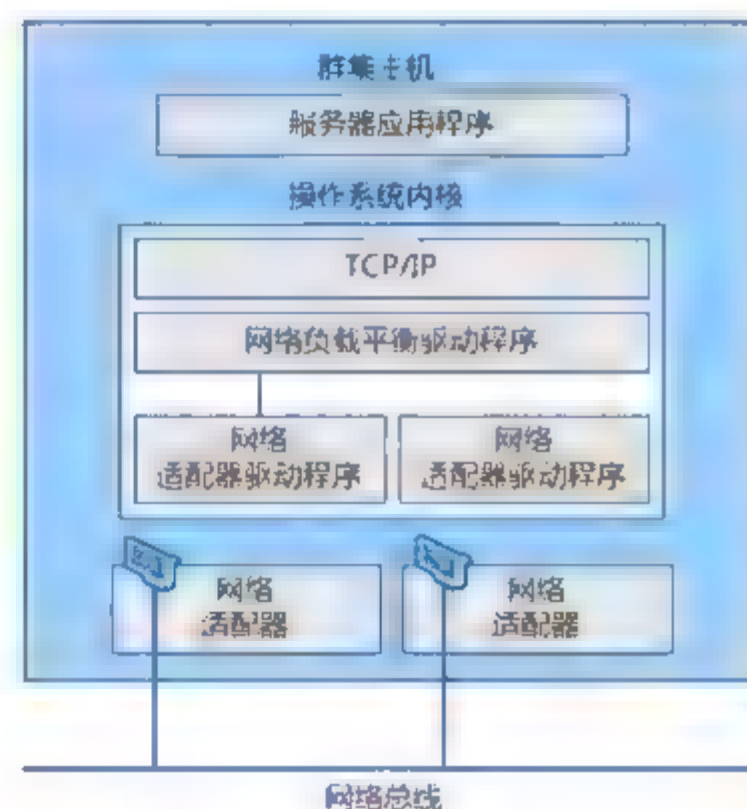 群集主机
服务器应用程序
操作系统内核
TCP/IP
网络负载平衡驱动程序
网络
适配器驱动程序
网络
适配器驱动程序
网络
适配器
网络
适配器
网络总线